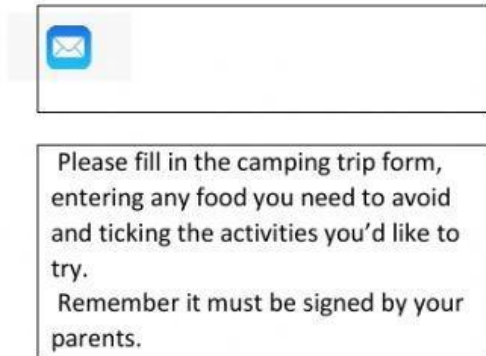 Please fill in the camping trip form,
entering any food you need to avoid
and ticking the activities you’d like to
try.
Remember it must be signed by your
parents.